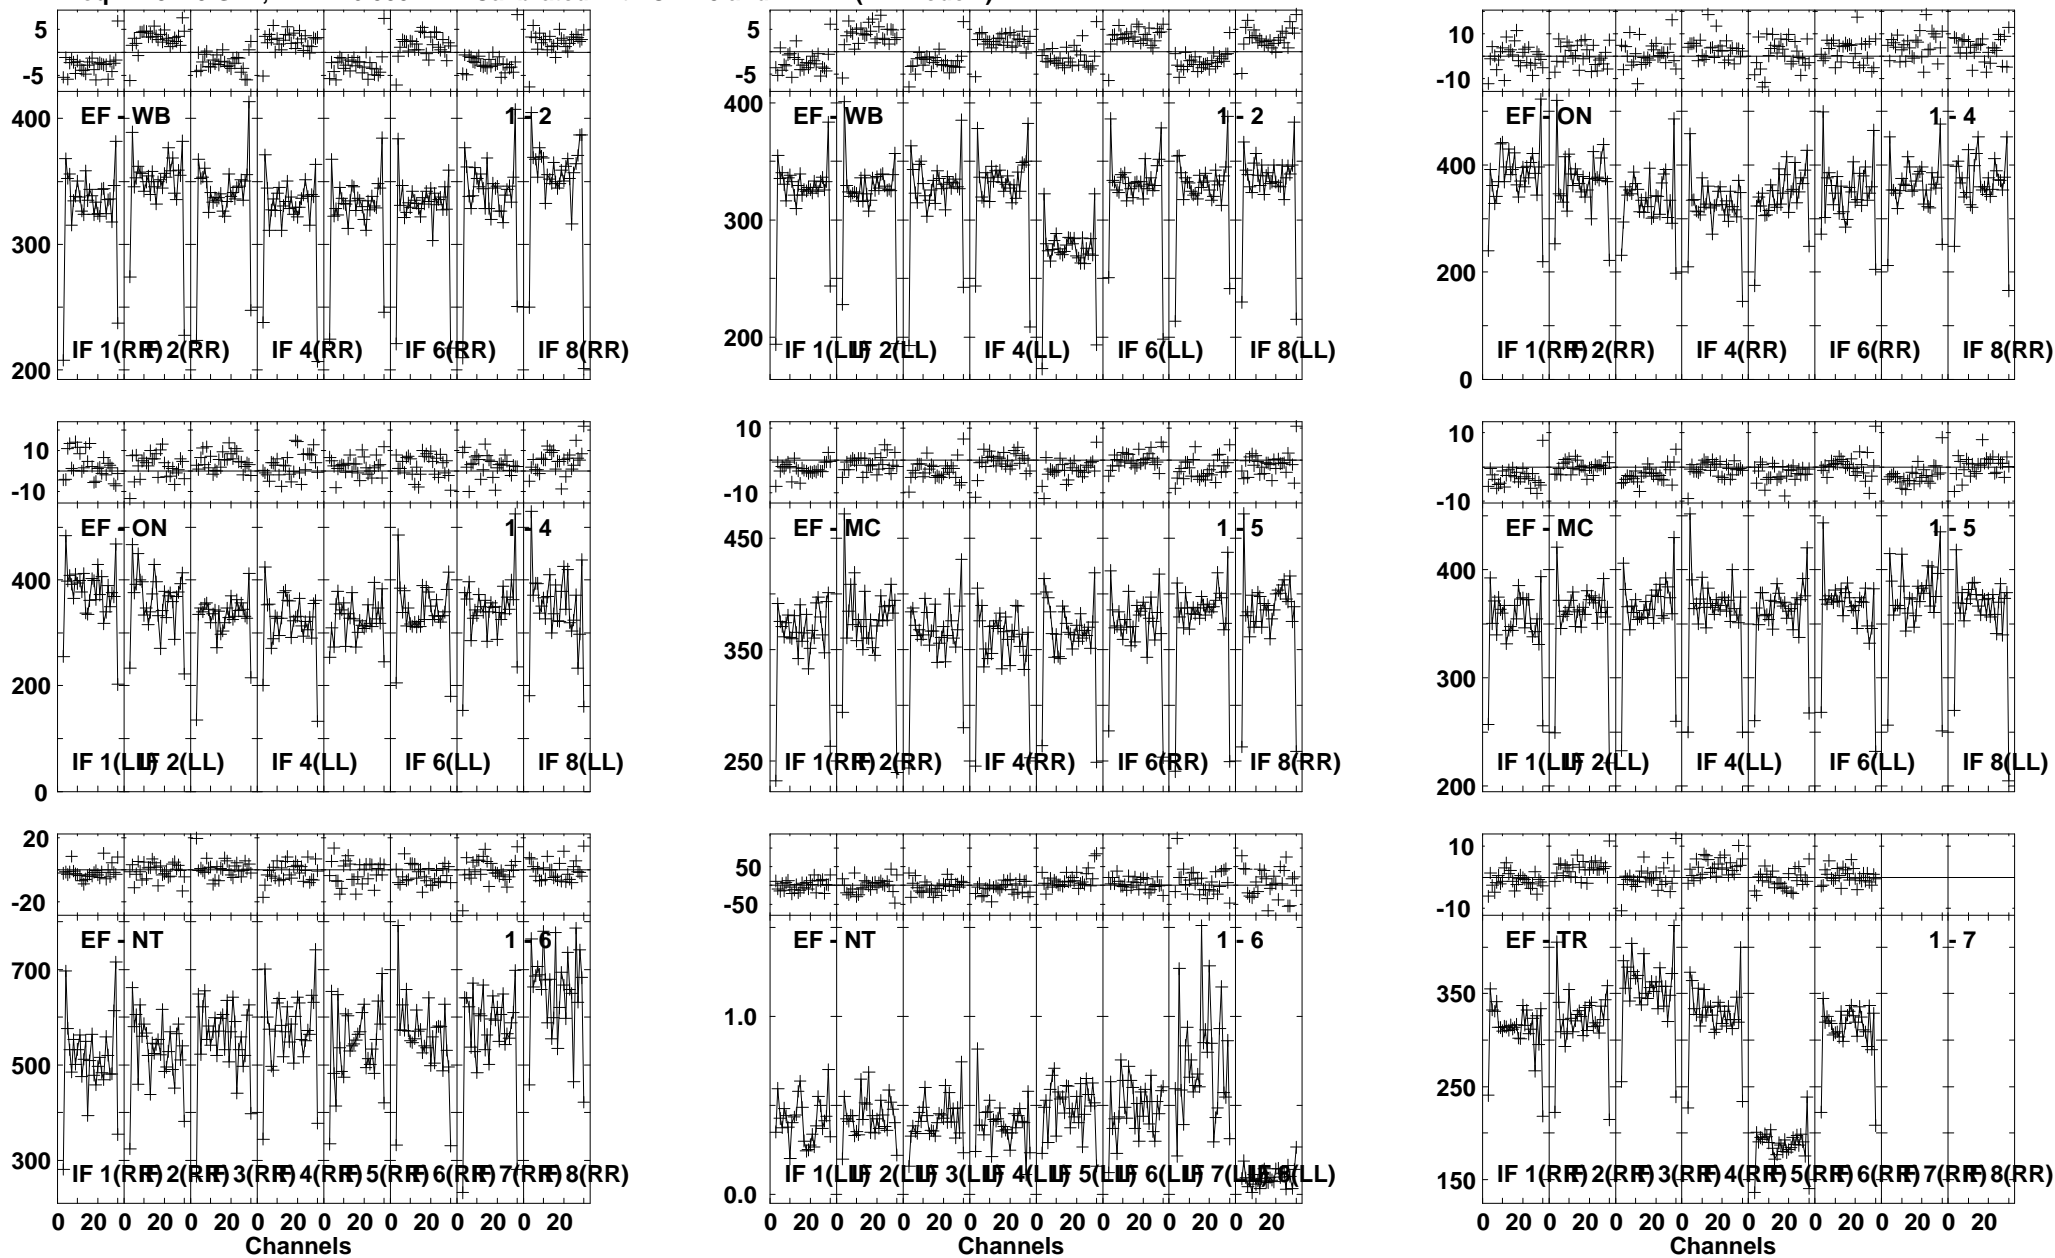 5 5 10
-5 -5 -10
EF - WB 1 - 2 EF - WB 1 - 2 EF - ON 1 - 4
400 400 400
300 300 200
200 200 0
IF 1(RR) IF 2(RR) IF 4(RR) IF 6(RR) IF 8(RR) IF 1(LL) IF 2(LL) IF 4(LL) IF 6(LL) IF 8(LL) IF 1(RR) IF 2(RR) IF 4(RR) IF 6(RR) IF 8(RR)
10 10 10
-10 -10 -10
EF - ON 1 - 4 EF - MC 1 - 5 EF - MC 1 - 5
400 450 400
200 350 300
0 250 200
IF 1(LL) IF 2(LL) IF 4(LL) IF 6(LL) IF 8(LL) IF 1(RR) IF 2(RR) IF 4(RR) IF 6(RR) IF 8(RR) IF 1(LL) IF 2(LL) IF 4(LL) IF 6(LL) IF 8(LL)
20 50 10
-20 -50 -10
EF - NT 1 - 6 EF - NT 1 - 6 EF - TR 1 - 7
700 1.0 350
500 0.0 250
300 150
IF 1(RR) IF 2(RR) IF 3(RR) IF 4(RR) IF 5(RR) IF 6(RR) IF 7(RR) IF 8(RR) IF 1(LL) IF 2(LL) IF 3(LL) IF 4(LL) IF 5(LL) IF 6(LL) IF 7(LL) IF 8(LL) IF 1(RR) IF 2(RR) IF 3(RR) IF 4(RR) IF 5(RR) IF 6(RR) IF 7(RR) IF 8(RR)
0 20 0 20 0 20 0 20 0 20 0 20 0 20 0 20 0 20 0 20 0 20 0 20 0 20 0 20 0 20 0 20 0 20 0 20 0 20 0 20 0 20 0 20 0 20 0 20
Channels Channels Channels